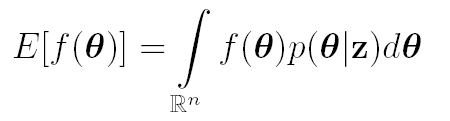 E[f(𝜽)] = ∫_{ℝⁿ} f(𝜽)p(𝜽|𝐳)d𝜽